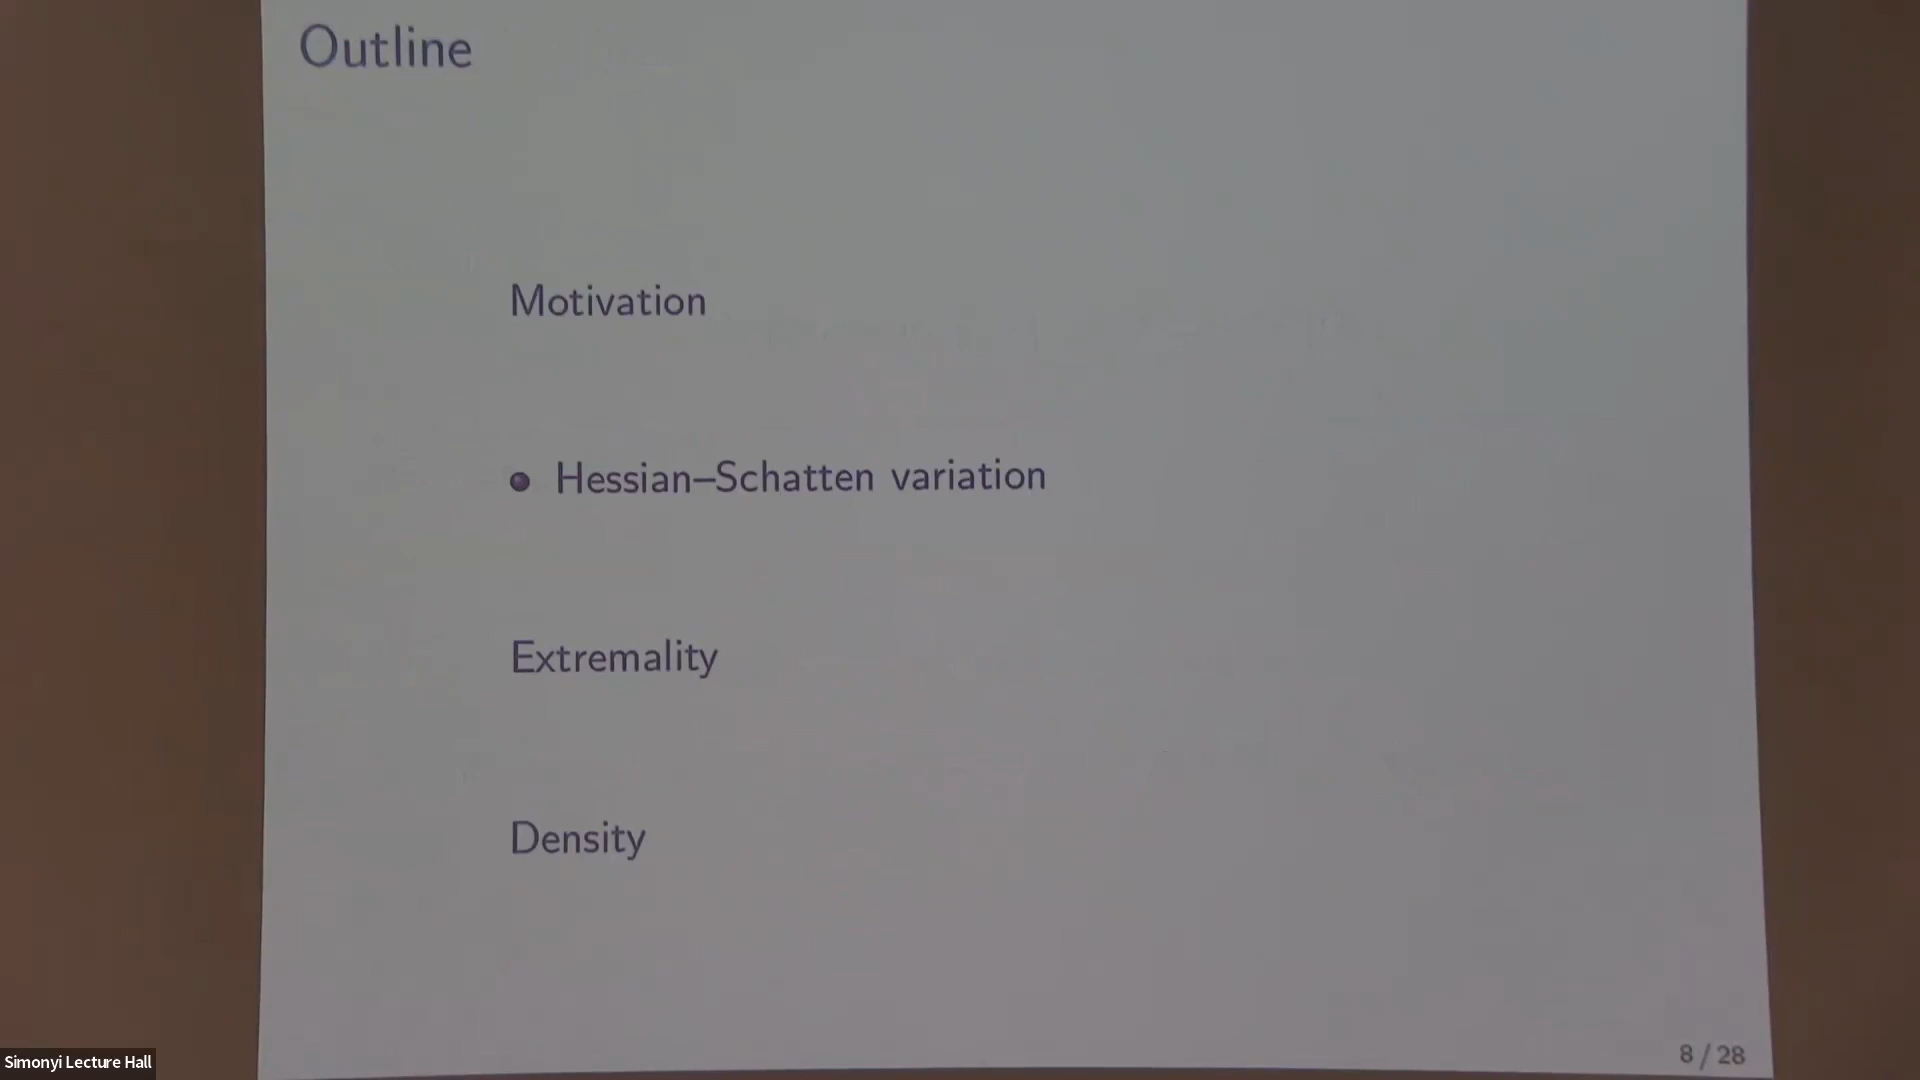 Outline
Motivation
• Hessian–Schatten variation
Extremality
Density
8 / 28
Simonyi Lecture Hall